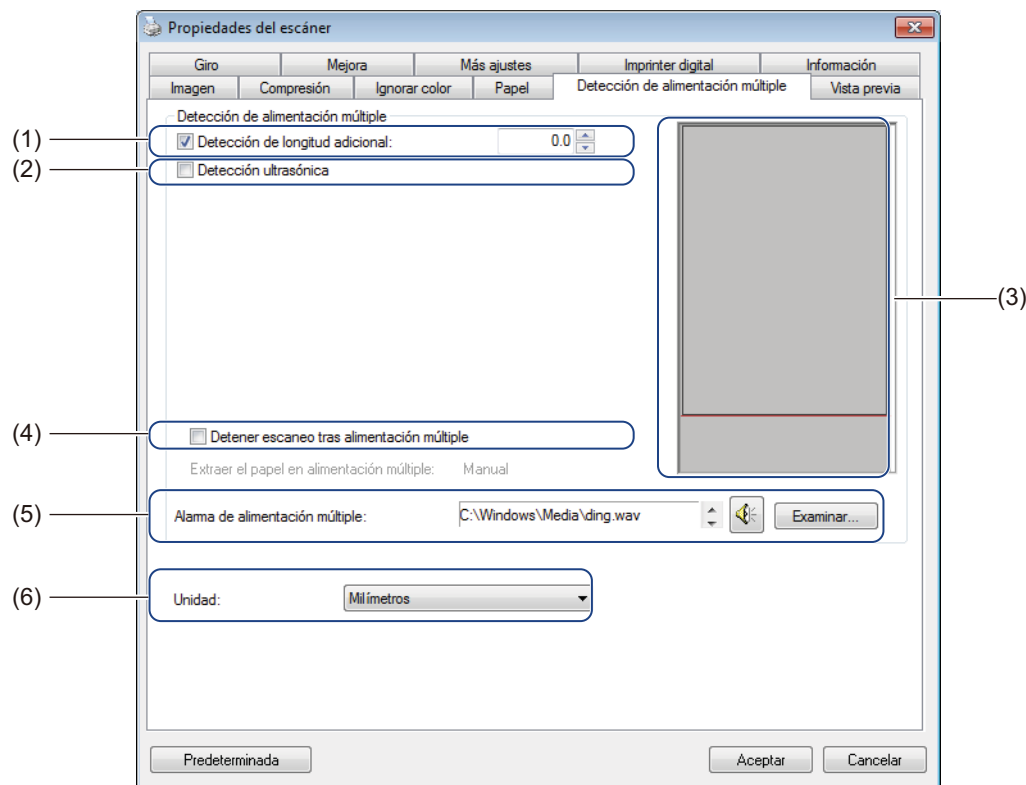 Propiedades del escáner
Giro Mejora Más ajustes Imprinter digital Información
Imagen Compresión Ignorar color Papel Detección de alimentación múltiple Vista previa
Detección de alimentación múltiple
(1) Detección de longitud adicional: 0.0
(2) Detección ultrasónica
(3)
(4) Detener escaneo tras alimentación múltiple
Extraer el papel en alimentación múltiple: Manual
(5) Alarma de alimentación múltiple: C:\Windows\Media\ding.wav Examinar...
(6) Unidad: Milímetros
Predeterminada Aceptar Cancelar